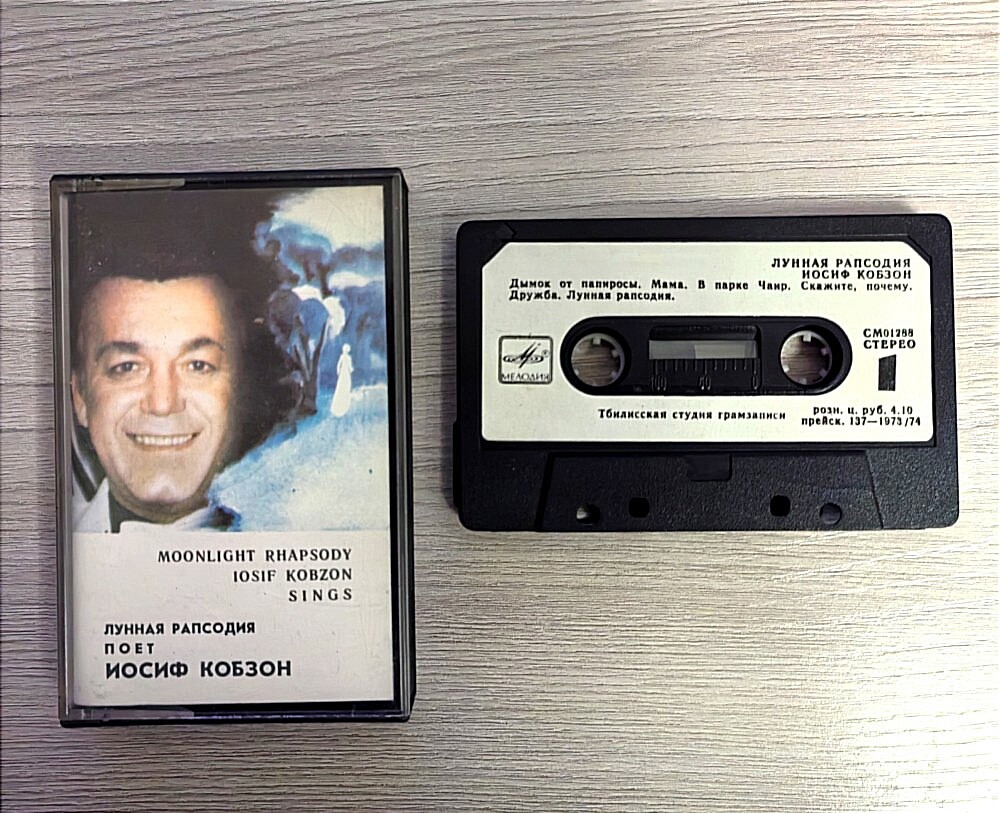 MOONLIGHT RHAPSODY
IOSIF KOBZON
SINGS
ЛУННАЯ РАПСОДИЯ
ПОЕТ
ИОСИФ КОБЗОН
ЛУННАЯ РАПСОДИЯ
ИОСИФ КОБЗОН
Дымок от папиросы. Мама. В парке Чаир. Скажите, почему.
Дружба. Лунная рапсодия.
МЕЛОДИЯ
СМ01288
СТЕРЕО
1
Тбилисская студия грамзаписи
розн. ц. руб. 4.10
прейск. 137—1973/74